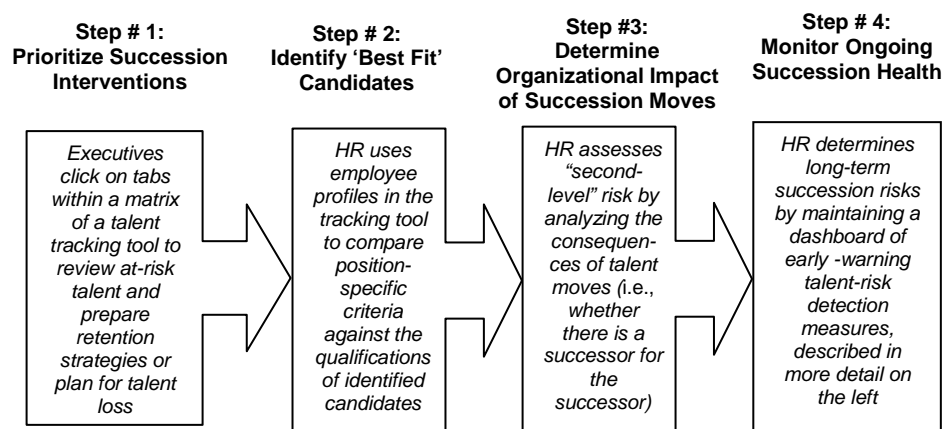 Step # 1:
Prioritize Succession
Interventions
Executives
click on tabs
within a matrix
of a talent
tracking tool to
review at-risk
talent and
prepare
retention
strategies or
plan for talent
loss
Step # 2:
Identify ‘Best Fit’
Candidates
HR uses
employee
profiles in the
tracking tool
to compare
position-
specific
criteria
against the
qualifications
of identified
candidates
Step #3:
Determine
Organizational Impact
of Succession Moves
HR assesses
“second-
level” risk by
analyzing the
consequen-
ces of talent
moves (i.e.,
whether
there is a
successor for
the
successor)
Step # 4:
Monitor Ongoing
Succession Health
HR determines
long-term
succession risks
by maintaining a
dashboard of
early -warning
talent-risk
detection
measures,
described in
more detail on
the left